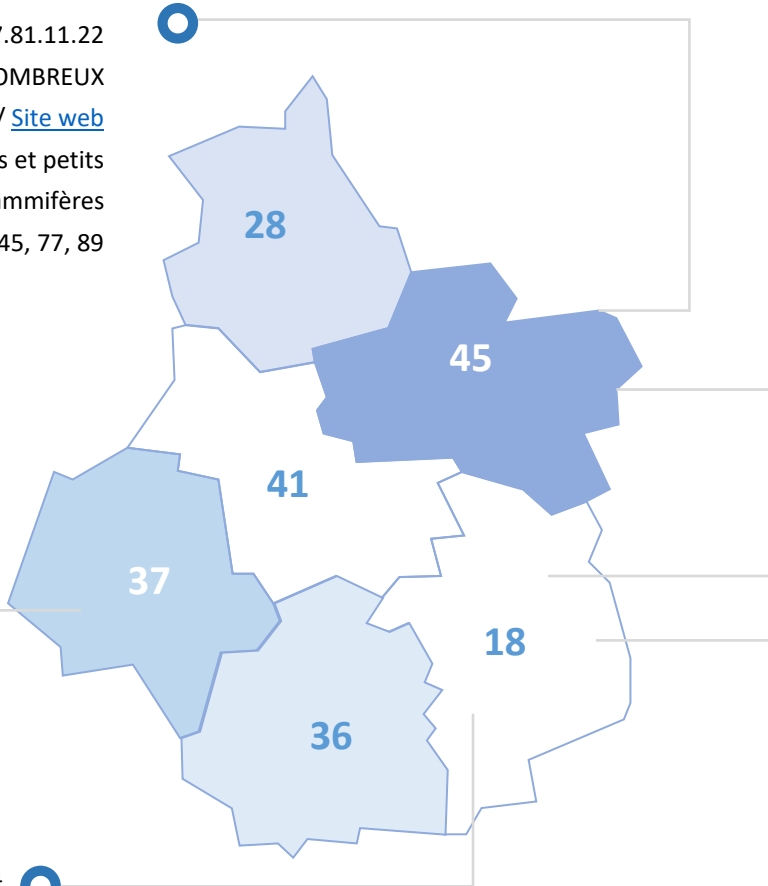 7.81.11.22
OMBREUX
/ Site web
s et petits
mmifères
45, 77, 89
28
45
41
37
18
36